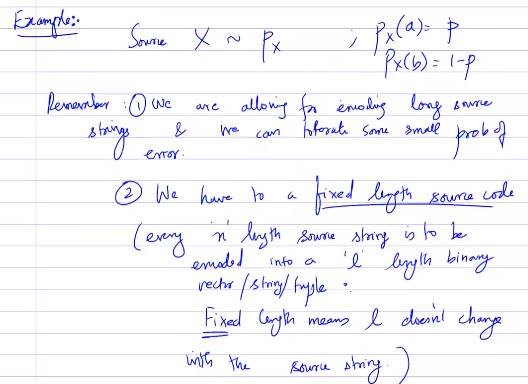 Example:-
Source X ~ p_X ; p_X(a) = p
p_X(b) = 1-p
Remember: ① We are allowing for encoding long source
strings & we can tolerate some small prob of
error.
② We have to a fixed length source code
(every 'n' length source string is to be
encoded into a 'l' length binary
vector/string/tuple.
Fixed length means l doesn't change
with the source string.)